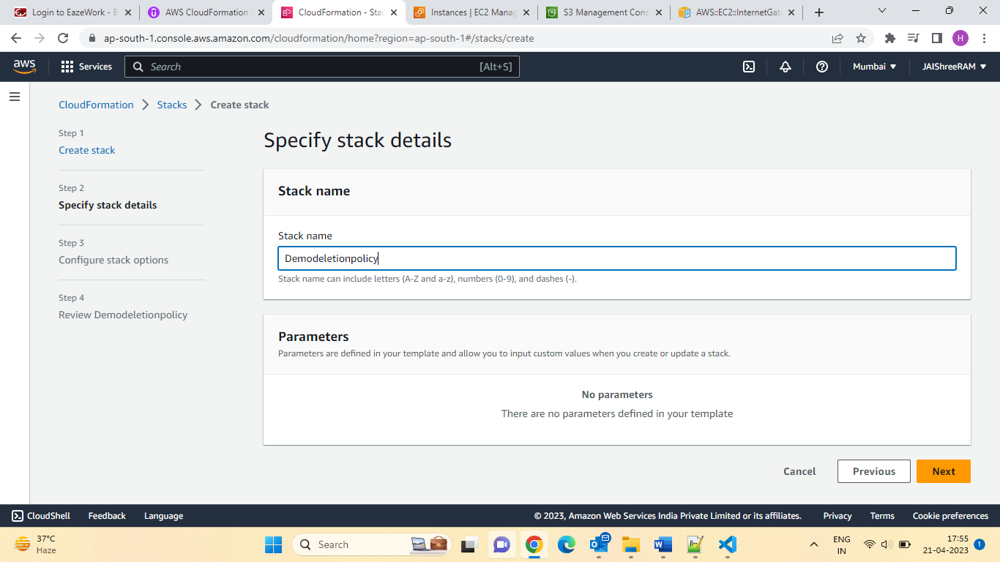 Login to EazeWork - B
AWS CloudFormation
CloudFormation - Stac
Instances | EC2 Manag
S3 Management Cons
AWS::EC2::InternetGat
ap-south-1.console.aws.amazon.com/cloudformation/home?region=ap-south-1#/stacks/create
H
aws
Services
Search
[Alt+S]
Mumbai
JAIShreeRAM
CloudFormation
Stacks
Create stack
Step 1
Create stack
Step 2
Specify stack details
Step 3
Configure stack options
Step 4
Review Demodeletionpolicy
Specify stack details
Stack name
Stack name
Demodeletionpolicy
Stack name can include letters (A-Z and a-z), numbers (0-9), and dashes (-).
Parameters
Parameters are defined in your template and allow you to input custom values when you create or update a stack.
No parameters
There are no parameters defined in your template
Cancel
Previous
Next
CloudShell
Feedback
Language
© 2023, Amazon Web Services India Private Limited or its affiliates.
Privacy
Terms
Cookie preferences
37°C
Haze
Search
ENG
IN
17:55
21-04-2023
1